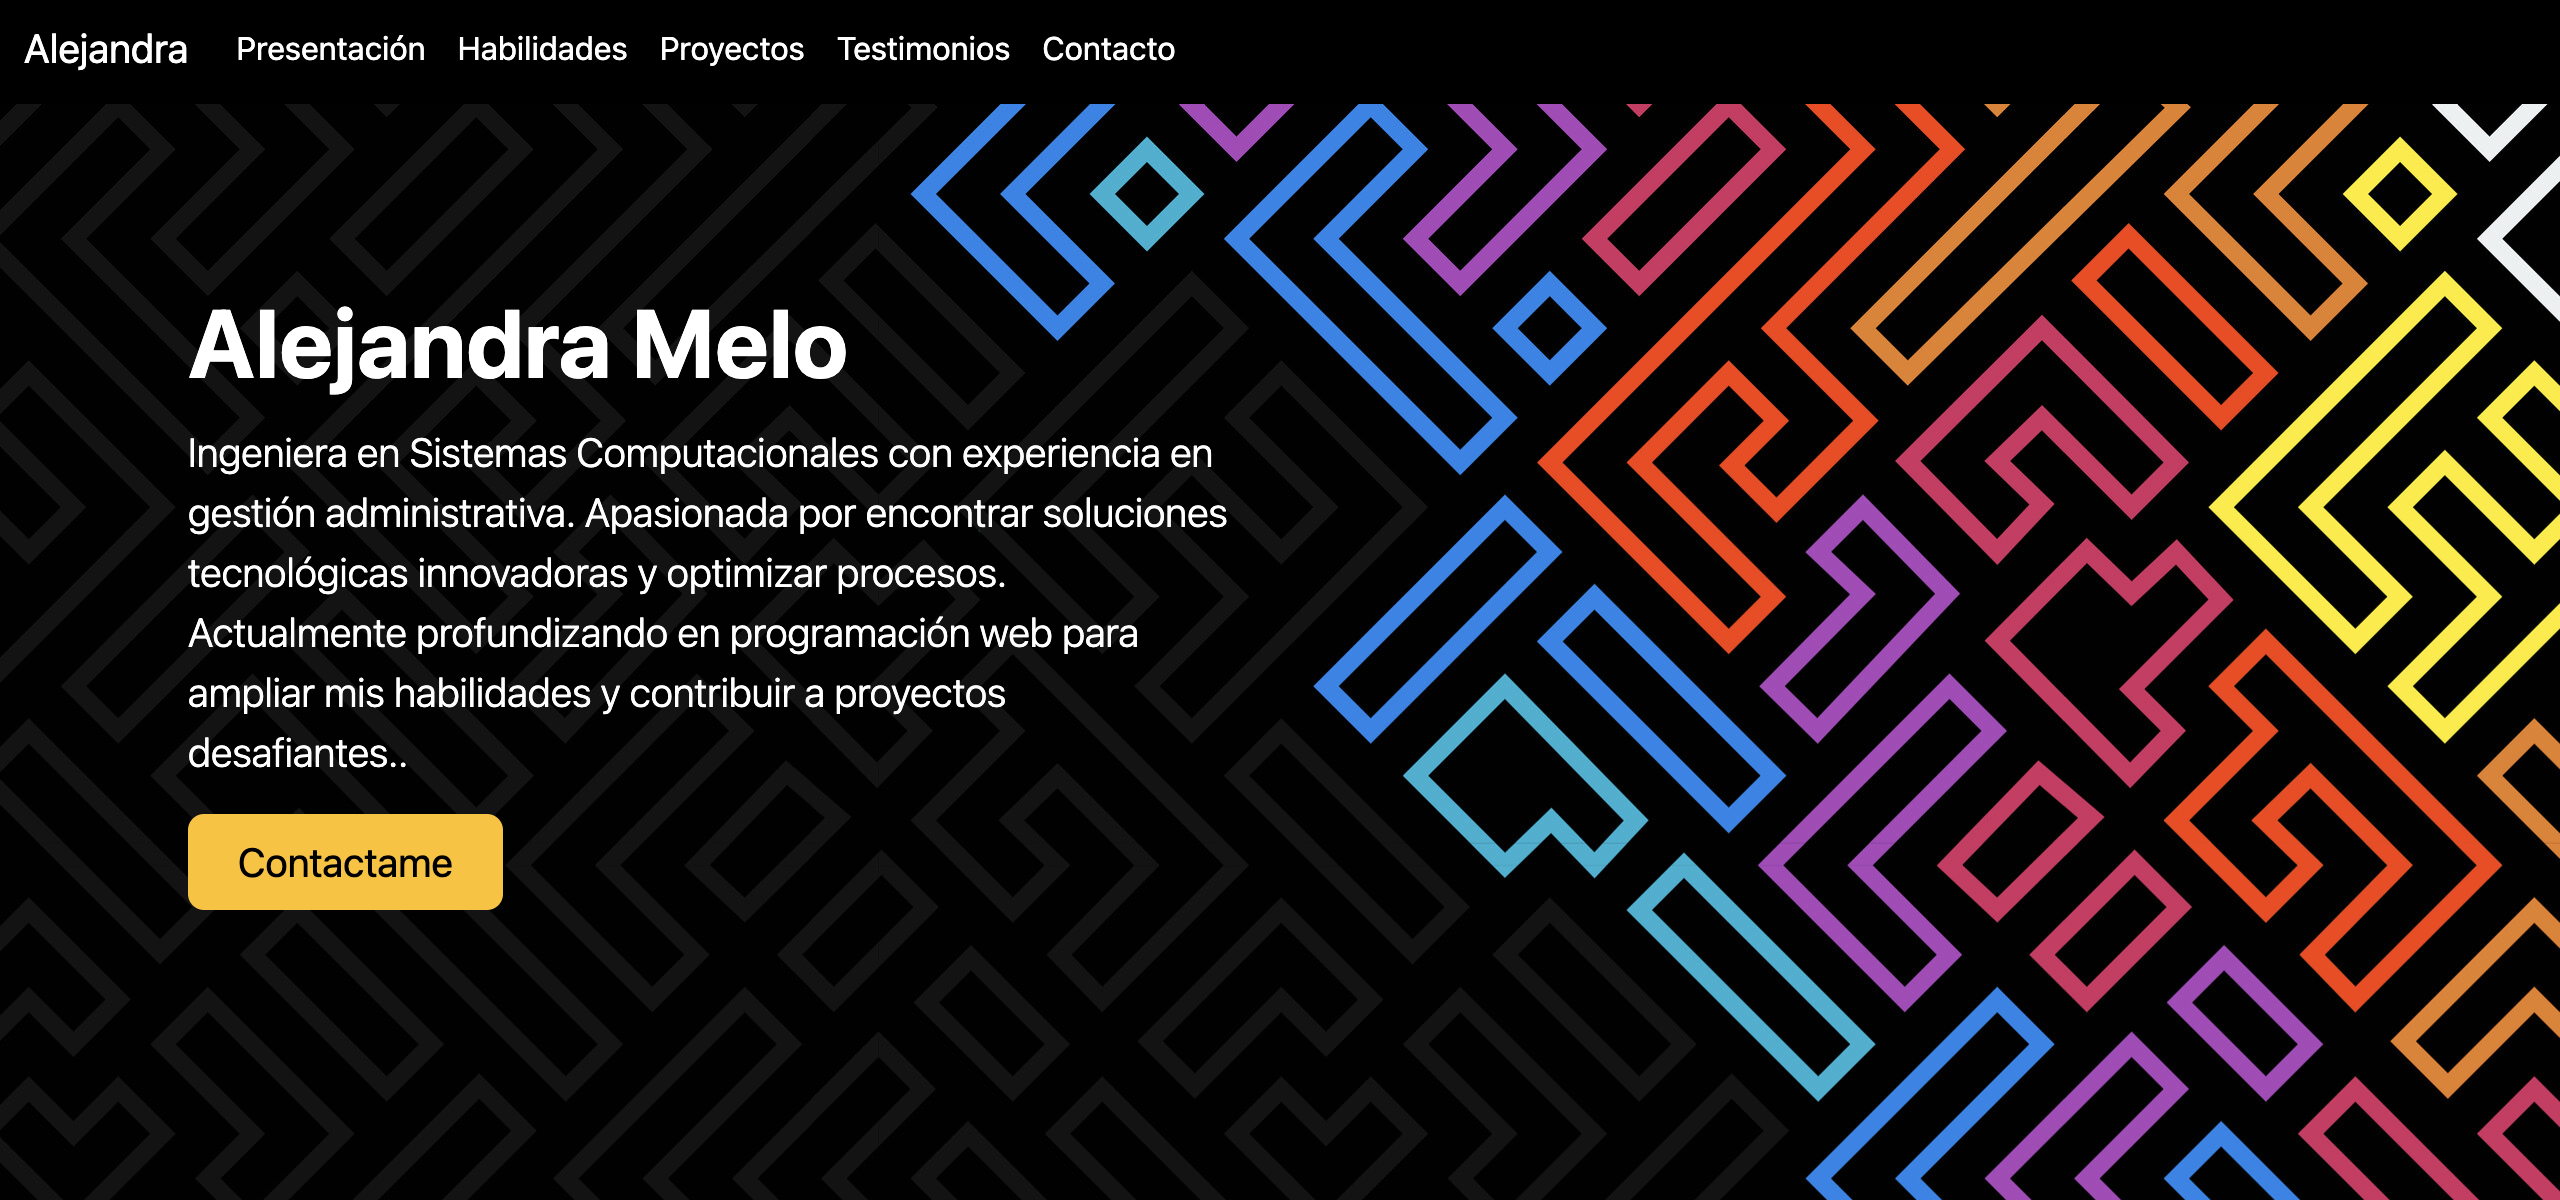 Alejandra Presentación Habilidades Proyectos Testimonios Contacto
Alejandra Melo
Ingeniera en Sistemas Computacionales con experiencia en
gestión administrativa. Apasionada por encontrar soluciones
tecnológicas innovadoras y optimizar procesos.
Actualmente profundizando en programación web para
ampliar mis habilidades y contribuir a proyectos
desafiantes..
Contactame